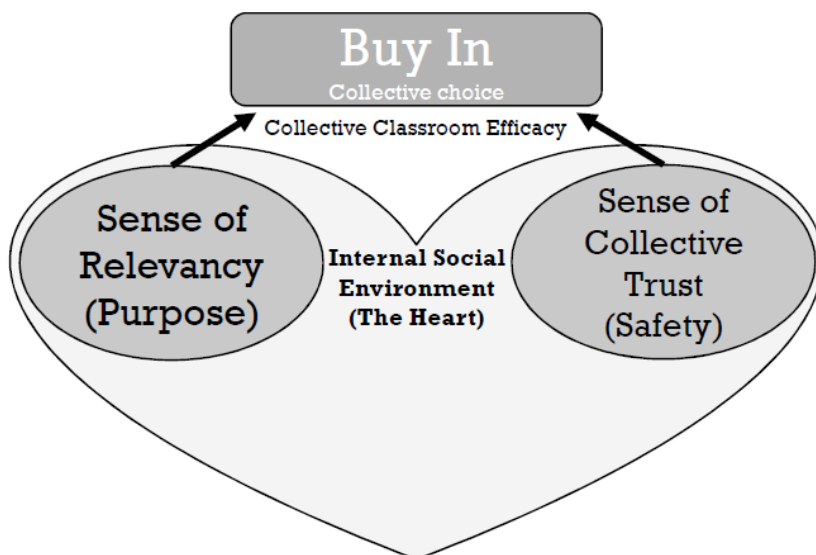 Buy In
Collective choice
Collective Classroom Efficacy
Sense of
Relevancy
(Purpose)
Internal Social
Environment
(The Heart)
Sense of
Collective
Trust
(Safety)